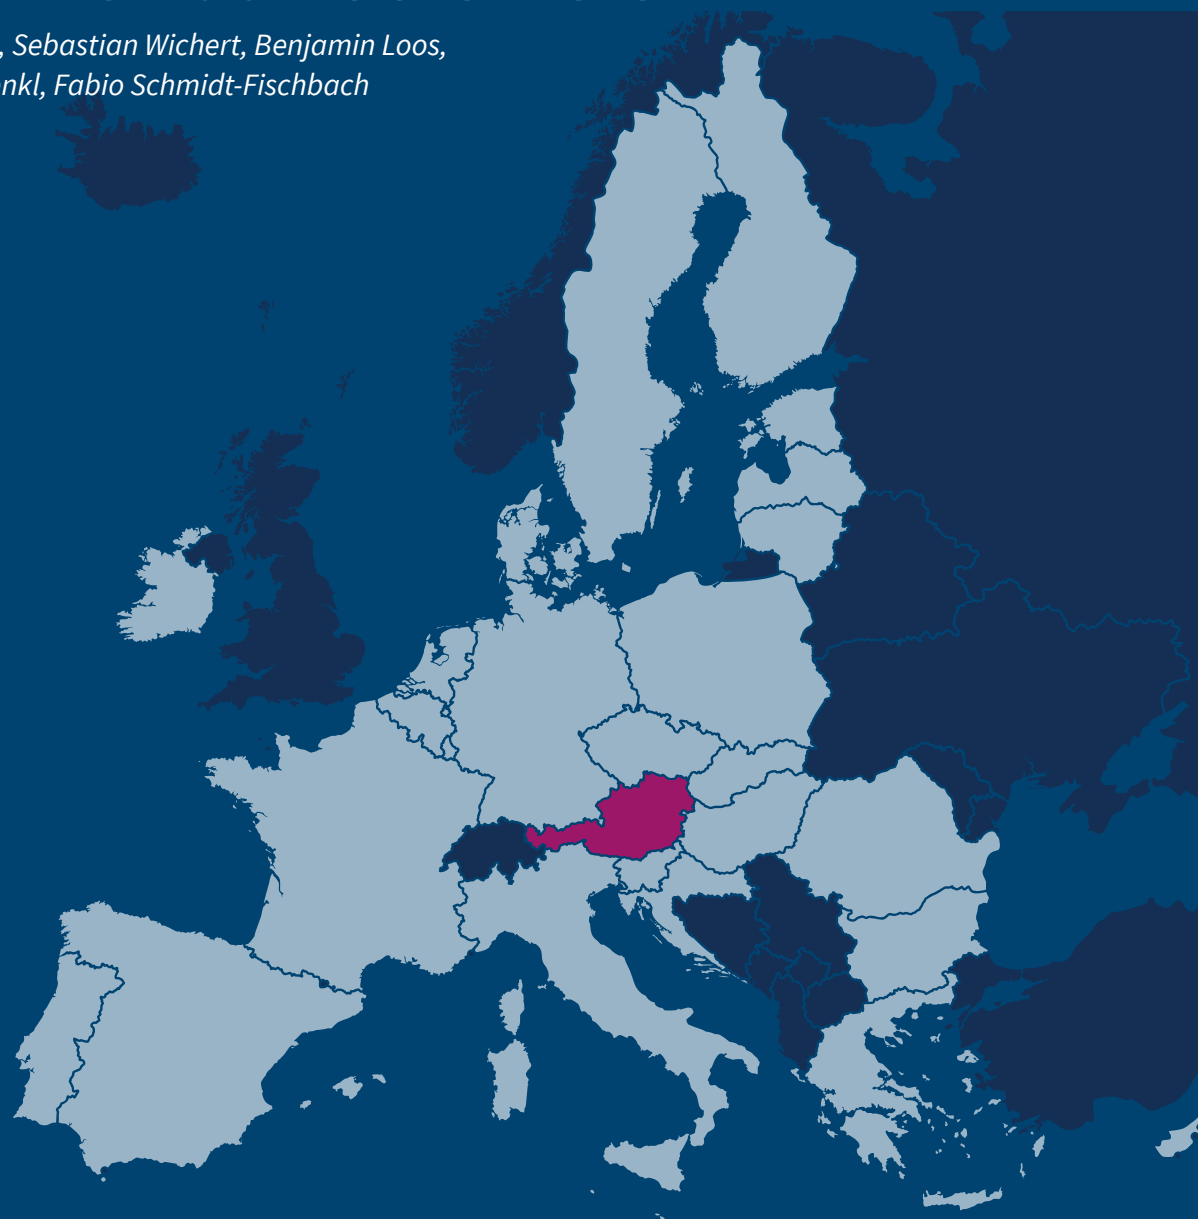 , Sebastian Wichert, Benjamin Loos,
nkl, Fabio Schmidt-Fischbach